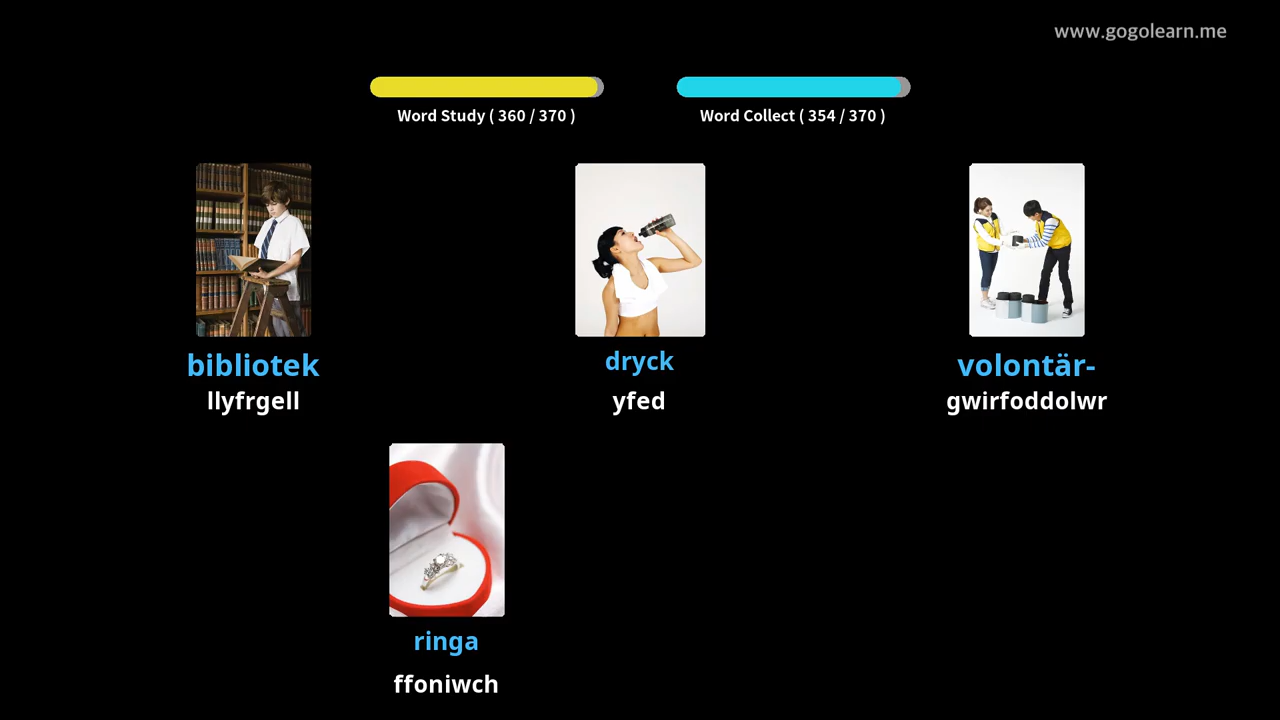 www.gogolearn.me
Word Study ( 360 / 370 )
Word Collect ( 354 / 370 )
bibliotek
llyfrgell
dryck
yfed
volontär-
gwirfoddolwr
ringa
ffoniwch